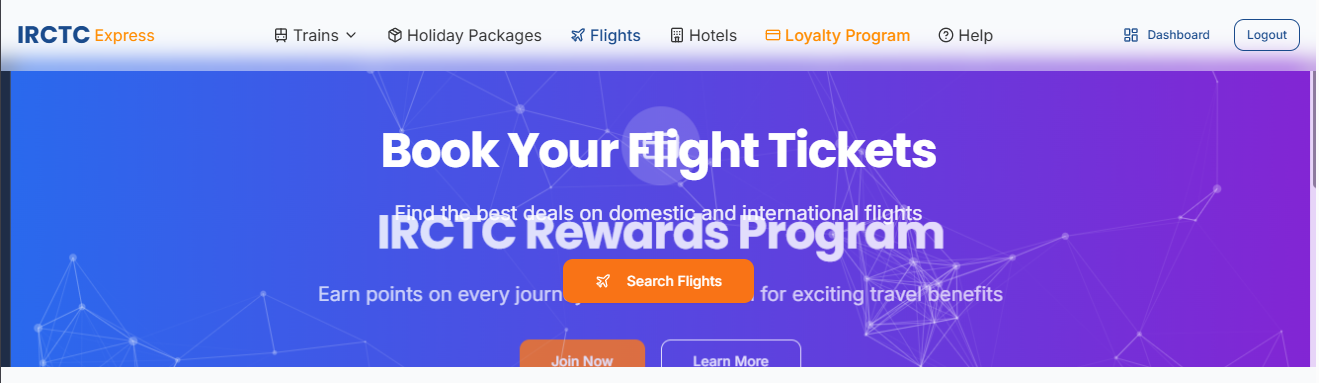 IRCTC Express Trains Holiday Packages Flights Hotels Loyalty Program Help Dashboard Logout
Book Your Flight Tickets
Find the best deals on domestic and international flights
IRCTC Rewards Program
Search Flights
Earn points on every for exciting travel benefits
Join Now Learn More